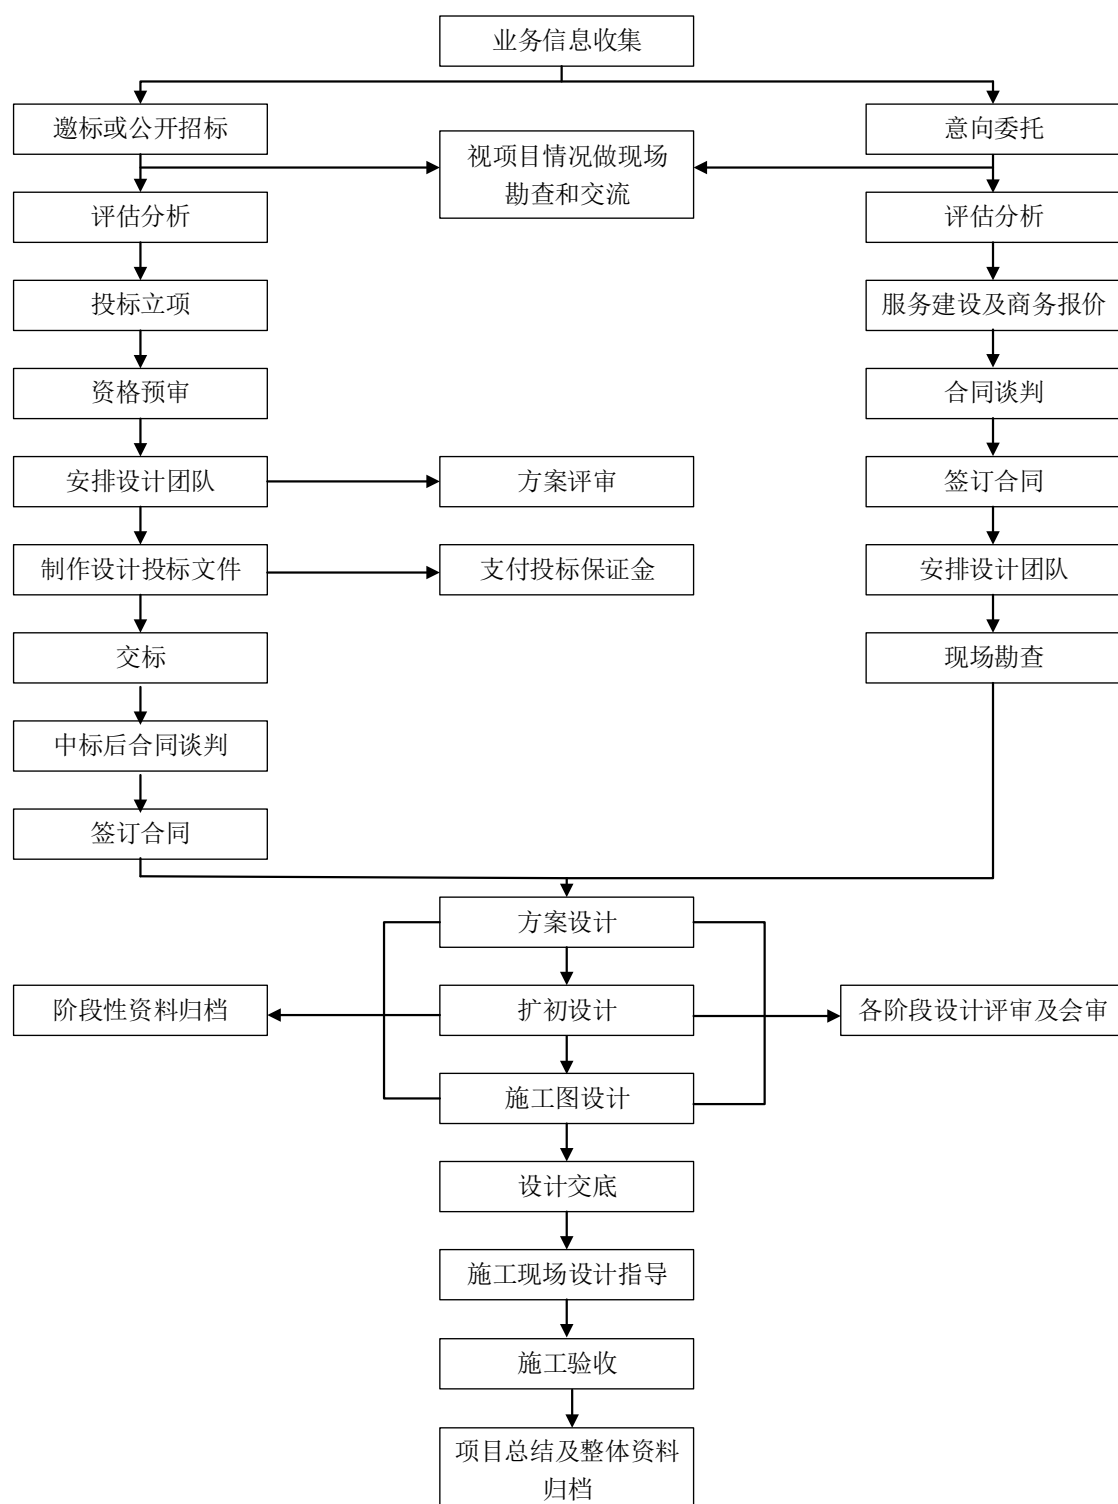 业务信息收集
邀标或公开招标
意向委托
视项目情况做现场
勘查和交流
评估分析
评估分析
投标立项
服务建设及商务报价
资格预审
合同谈判
安排设计团队
方案评审
签订合同
制作设计投标文件
支付投标保证金
安排设计团队
交标
现场勘查
中标后合同谈判
签订合同
方案设计
阶段性资料归档
扩初设计
各阶段设计评审及会审
施工图设计
设计交底
施工现场设计指导
施工验收
项目总结及整体资料
归档